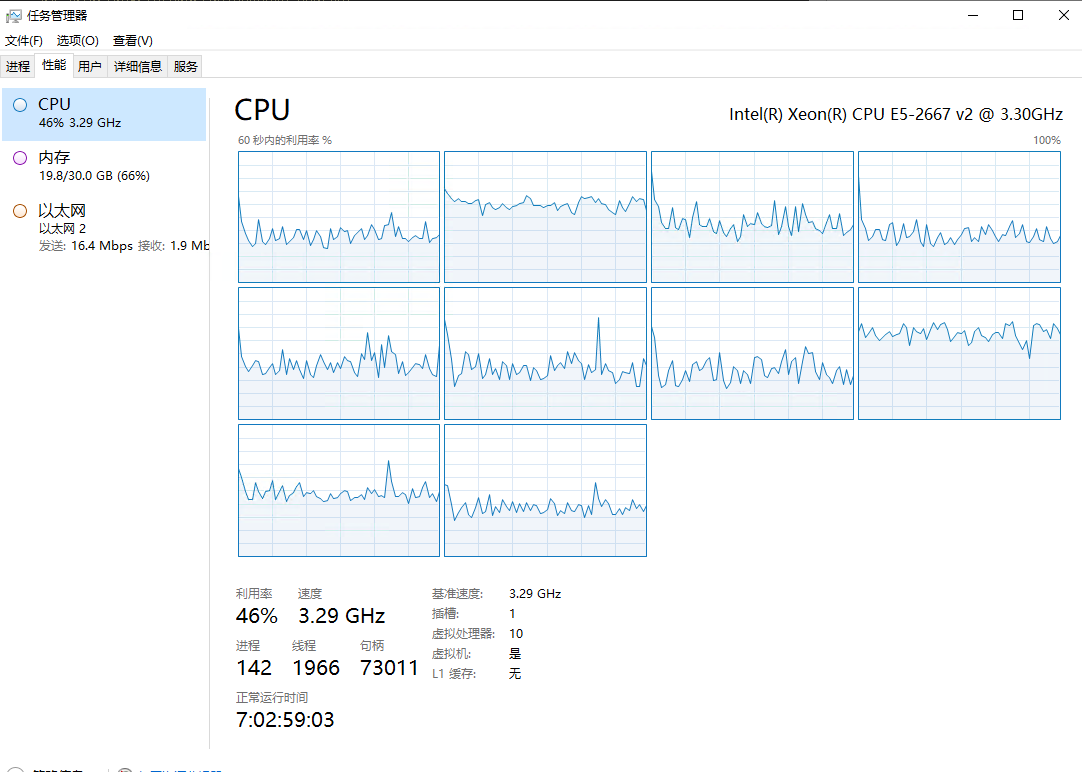 任务管理器
文件(F) 选项(O) 查看(V)
进程 性能 用户 详细信息 服务
CPU
46% 3.29 GHz
内存
19.8/30.0 GB (66%)
以太网
以太网 2
发送: 16.4 Mbps 接收: 1.9 Mb
CPU
Intel(R) Xeon(R) CPU E5-2667 v2 @ 3.30GHz
60 秒内的利用率 %
100%
利用率 速度
46% 3.29 GHz
进程 线程 句柄
142 1966 73011
正常运行时间
7:02:59:03
基准速度: 3.29 GHz
插槽: 1
虚拟处理器: 10
虚拟机: 是
L1 缓存: 无